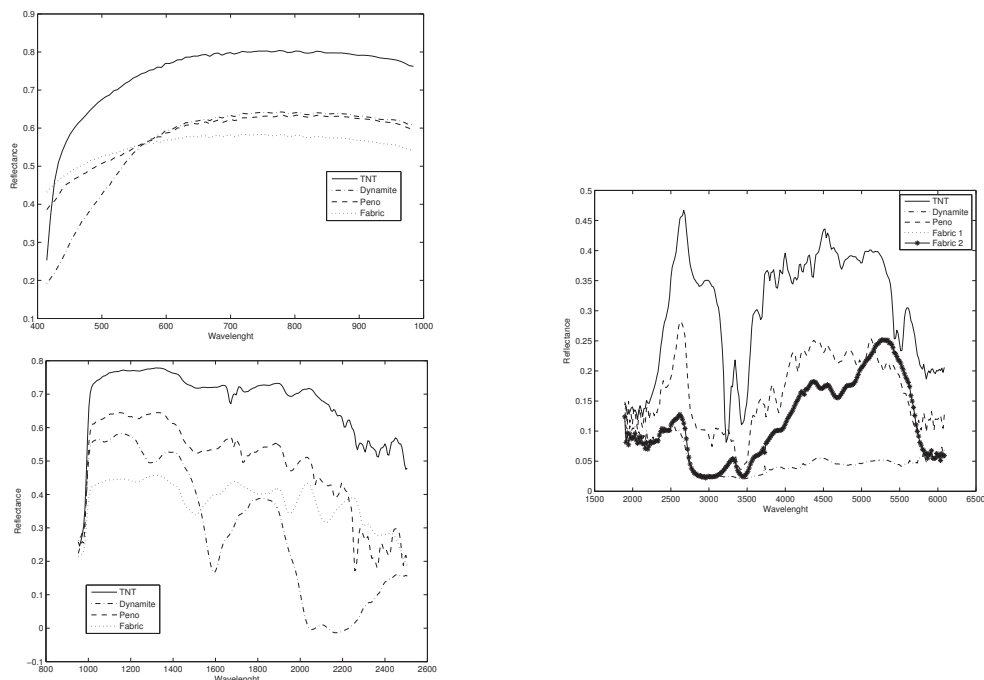 0.9
0.8
0.7
0.6
0.5
0.4
0.3
0.2
0.1
400 500 600 700 800 900 1000
Reflectance
Wavelenght
TNT
Dynamite
Peno
Fabric
0.8
0.7
0.6
0.5
0.4
0.3
0.2
0.1
0
−0.1
800 1000 1200 1400 1600 1800 2000 2200 2400 2600
Reflectance
Wavelenght
TNT
Dynamite
Peno
Fabric
0.5
0.45
0.4
0.35
0.3
0.25
0.2
0.15
0.1
0.05
0
1500 2000 2500 3000 3500 4000 4500 5000 5500 6000 6500
Reflectance
Wavelenght
TNT
Dynamite
Peno
Fabric 1
Fabric 2